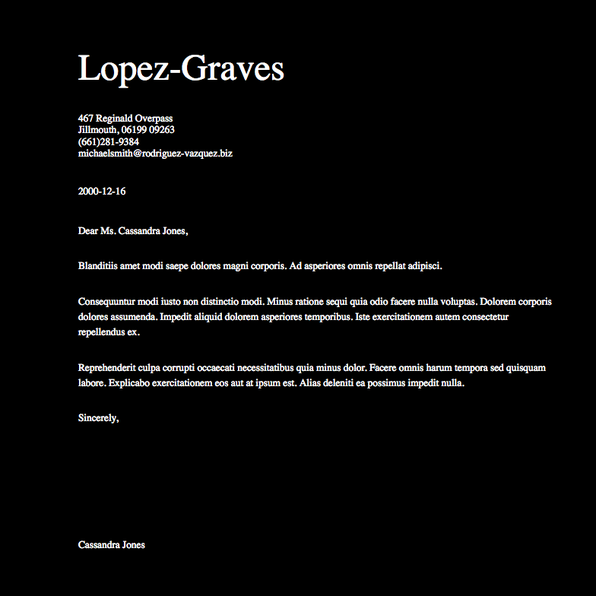 Lopez-Graves
467 Reginald Overpass
Jillmouth, 06199 09263
(661)281-9384
michaelsmith@rodriguez-vazquez.biz
2000-12-16
Dear Ms. Cassandra Jones,
Blanditiis amet modi saepe dolores magni corporis. Ad asperiores omnis repellat adipisci.
Consequuntur modi iusto non distinctio modi. Minus ratione sequi quia odio facere nulla voluptas. Dolorem corporis
dolores assumenda. Impedit aliquid dolorem asperiores temporibus. Iste exercitationem autem consectetur
repellendus ex.
Reprehenderit culpa corrupti occaecati necessitatibus quia minus dolor. Facere omnis harum tempora sed quisquam
labore. Explicabo exercitationem eos aut at ipsum est. Alias deleniti ea possimus impedit nulla.
Sincerely,
Cassandra Jones